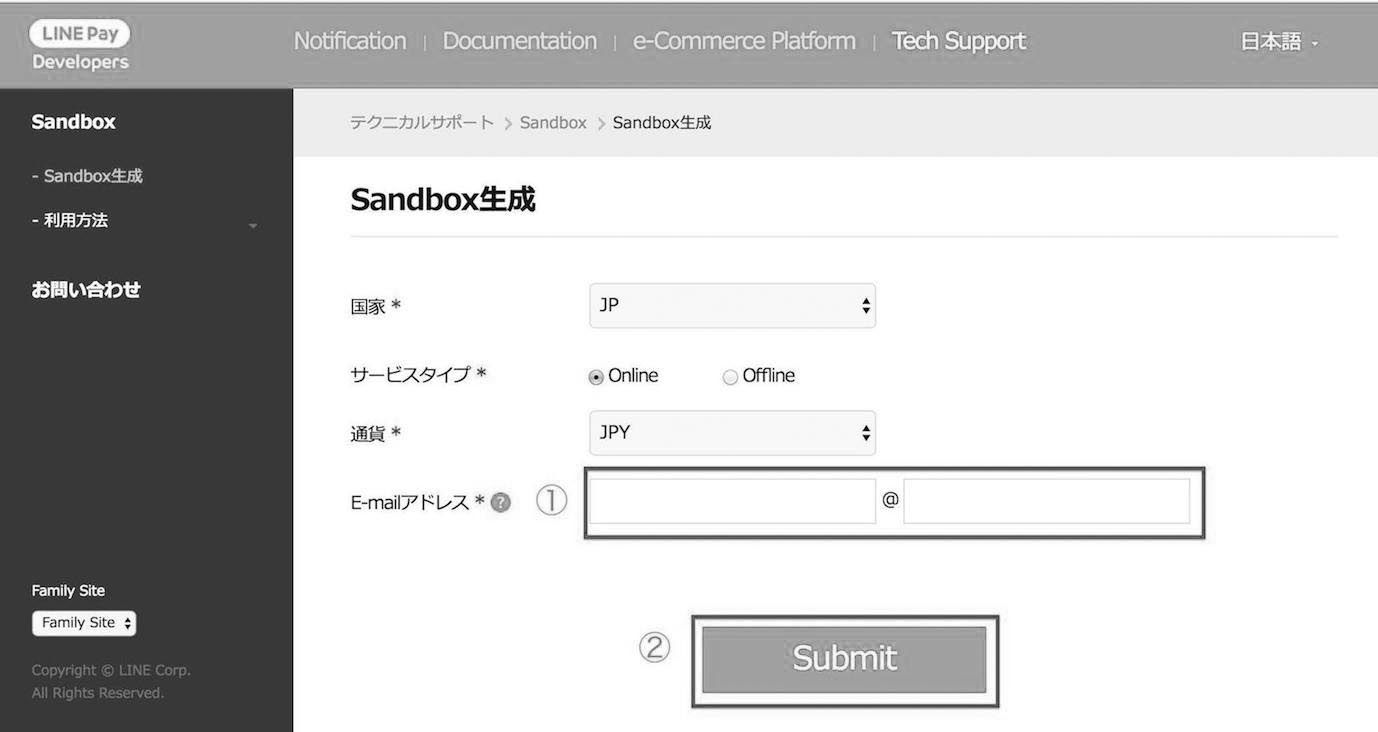 LINE Pay
Developers
Notification | Documentation | e-Commerce Platform | Tech Support
日本語
Sandbox
- Sandbox生成
- 利用方法
お問い合わせ
Family Site
Family Site
Copyright © LINE Corp.
All Rights Reserved.
テクニカルサポート > Sandbox > Sandbox生成
Sandbox生成
国家 * JP
サービスタイプ * Online Offline
通貨 * JPY
E-mailアドレス * ? ① @
② Submit